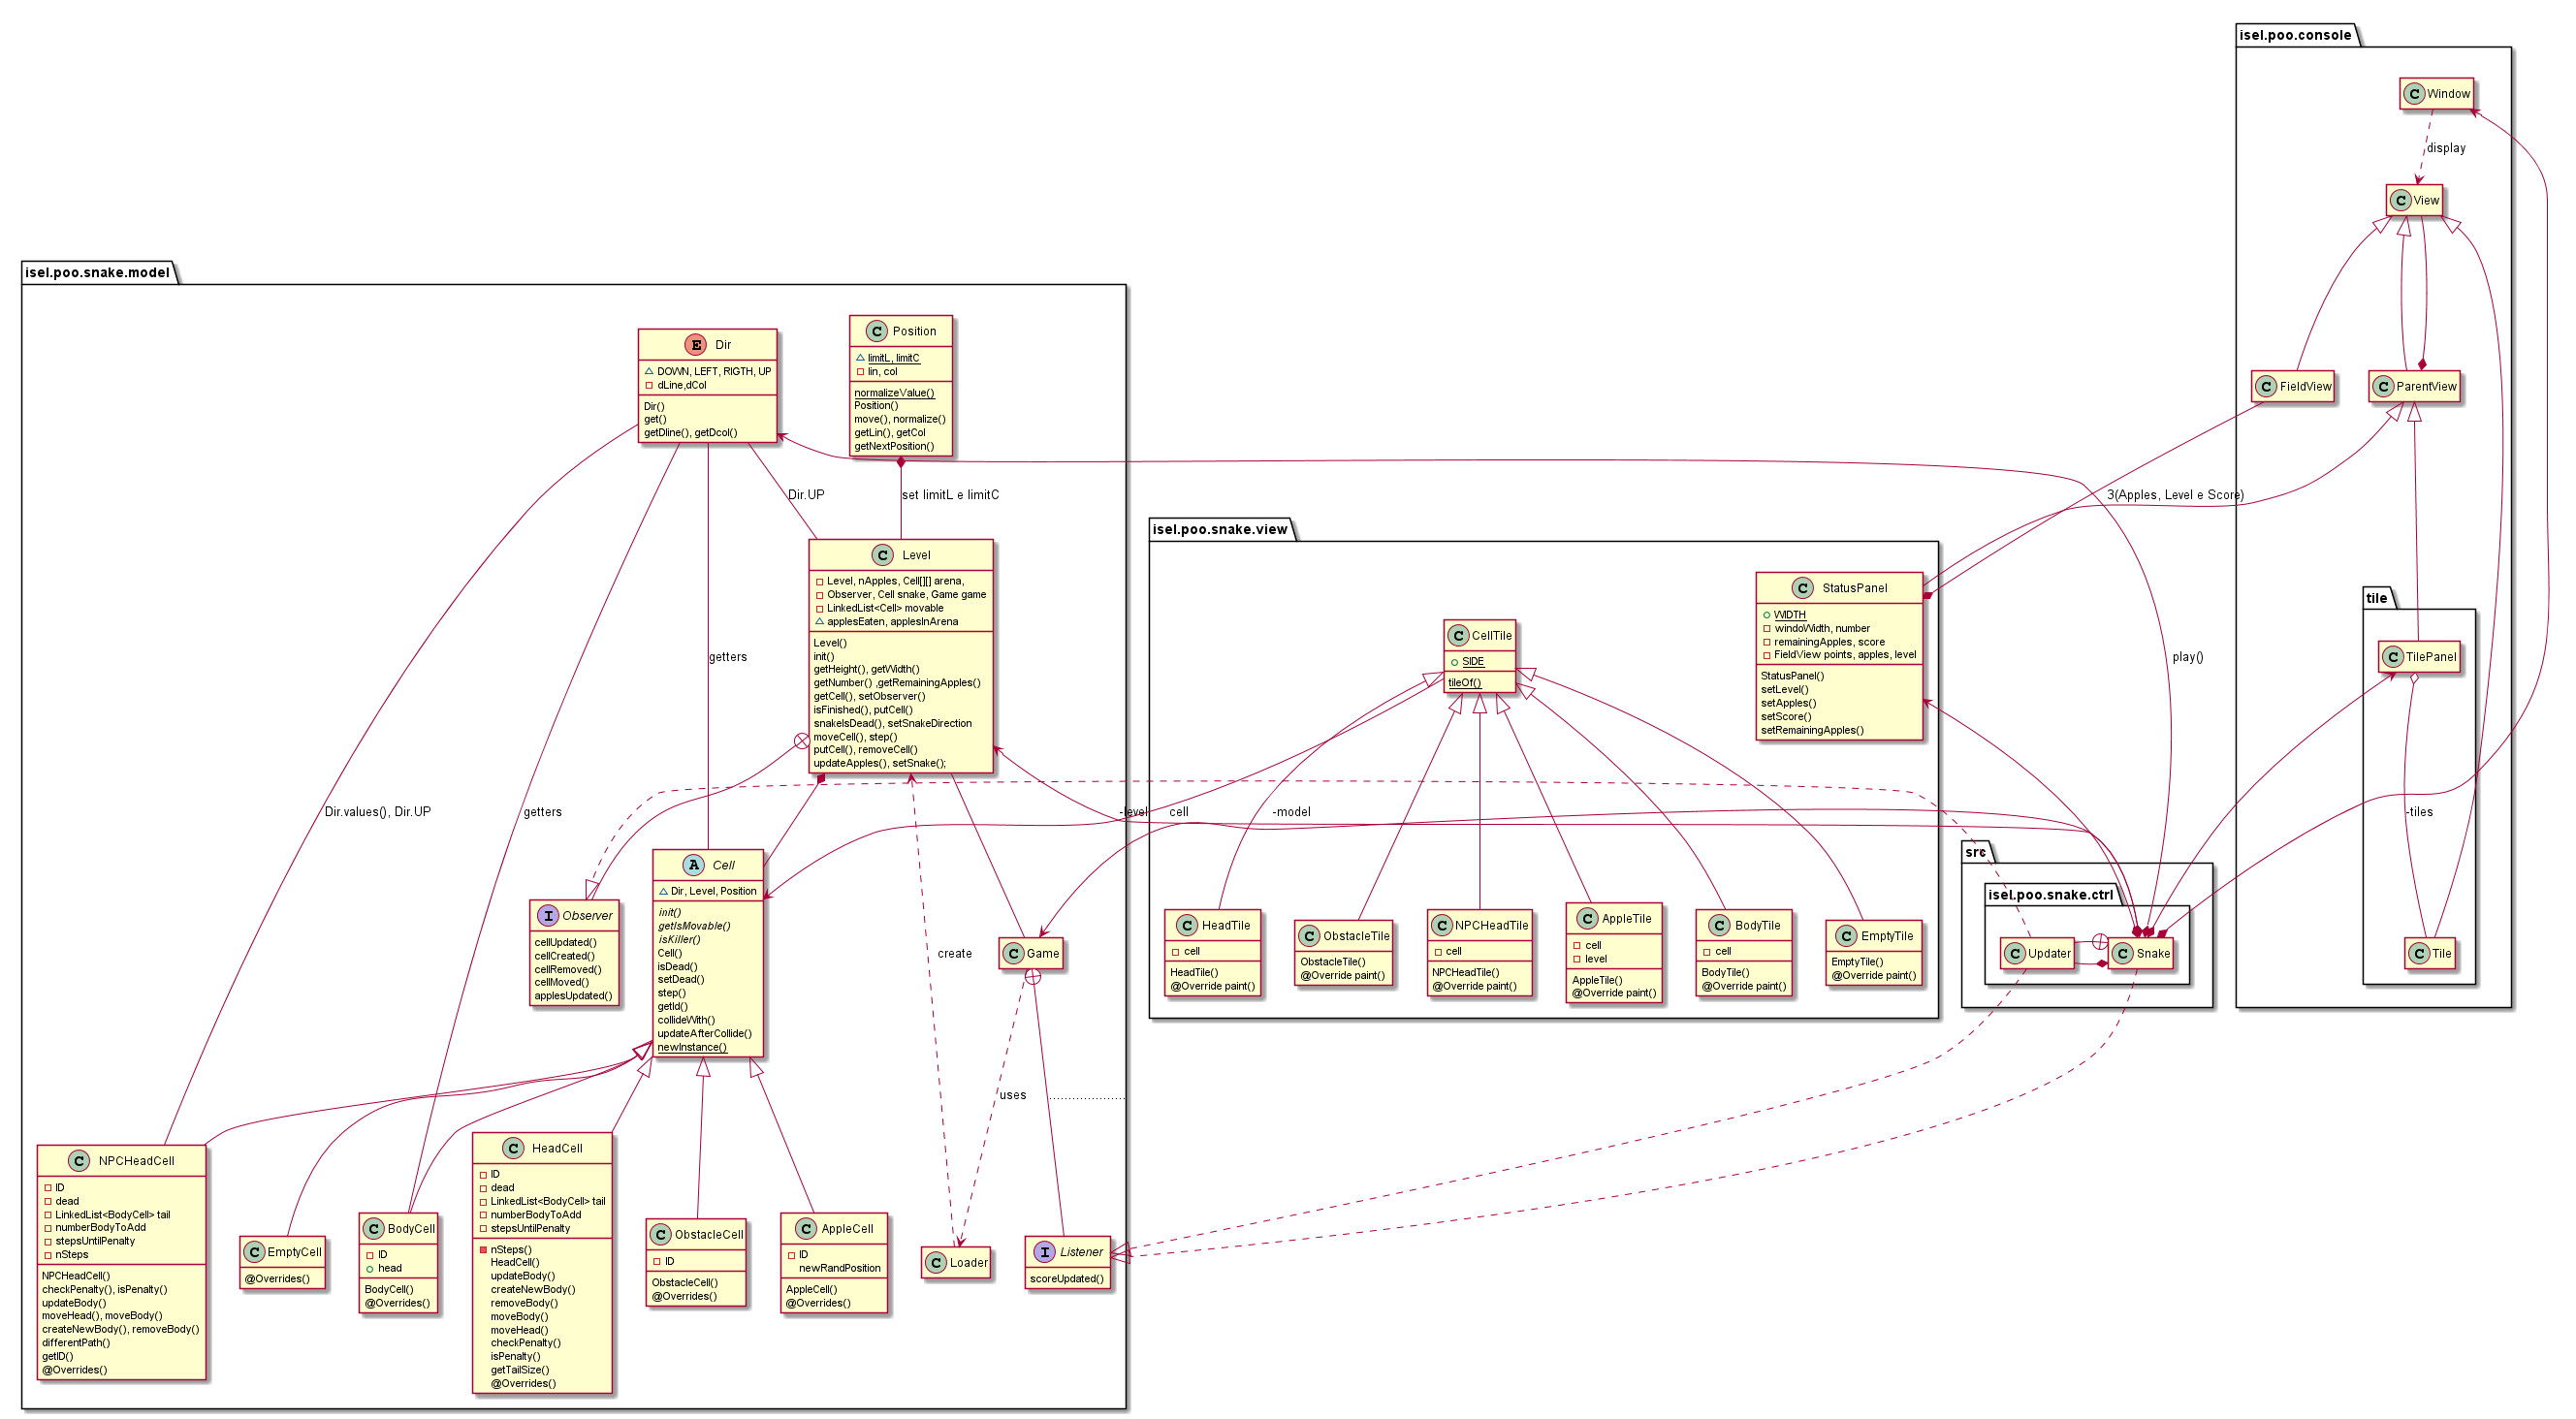 isel.poo.console
C Window
display
C View
C FieldView
C ParentView
3(Apples, Level e Score)
tile
C TilePanel
-tiles
C Tile
isel.poo.snake.model
E Dir
DOWN, LEFT, RIGTH, UP
dLine,dCol
Dir()
get()
getDline(), getDcol()
C Position
limitL, limitC
lin, col
normalizeValue()
Position()
move(), normalize()
getLin(), getCol
getNextPosition()
Dir.UP
set limitL e limitC
C Level
Level, nApples, Cell[][] arena,
Observer, Cell snake, Game game
LinkedList<Cell> movable
applesEaten, applesInArena
Level()
init()
getHeight(), getWidth()
getNumber() ,getRemainingApples()
getCell(), setObserver()
isFinished(), putCell()
snakeIsDead(), setSnakeDirection
moveCell(), step()
putCell(), removeCell()
updateApples(), setSnake();
getters
Dir.values(), Dir.UP
getters
-level
cell
-model
play()
A Cell
Dir, Level, Position
init()
getIsMovable()
isKiller()
Cell()
isDead()
setDead()
step()
getId()
collideWith()
updateAfterCollide()
newInstance()
I Observer
cellUpdated()
cellCreated()
cellRemoved()
cellMoved()
applesUpdated()
create
C Game
uses
C NPCHeadCell
ID
dead
LinkedList<BodyCell> tail
numberBodyToAdd
stepsUntilPenalty
nSteps
NPCHeadCell()
checkPenalty(), isPenalty()
updateBody()
moveHead(), moveBody()
createNewBody(), removeBody()
differentPath()
getID()
@Overrides()
C EmptyCell
@Overrides()
C BodyCell
ID
head
BodyCell()
@Overrides()
C HeadCell
ID
dead
LinkedList<BodyCell> tail
numberBodyToAdd
stepsUntilPenalty
nSteps()
HeadCell()
updateBody()
createNewBody()
removeBody()
moveBody()
moveHead()
checkPenalty()
isPenalty()
getTailSize()
@Overrides()
C ObstacleCell
ID
ObstacleCell()
@Overrides()
C AppleCell
ID
newRandPosition
AppleCell()
@Overrides()
C Loader
I Listener
scoreUpdated()
isel.poo.snake.view
C StatusPanel
WIDTH
windoWidth, number
remainingApples, score
FieldView points, apples, level
StatusPanel()
setLevel()
setApples()
setScore()
setRemainingApples()
C CellTile
SIDE
tileOf()
C HeadTile
cell
HeadTile()
@Override paint()
C ObstacleTile
ObstacleTile()
@Override paint()
C NPCHeadTile
cell
NPCHeadTile()
@Override paint()
C AppleTile
cell
level
AppleTile()
@Override paint()
C BodyTile
cell
BodyTile()
@Override paint()
C EmptyTile
EmptyTile()
@Override paint()
src
isel.poo.snake.ctrl
C Updater
C Snake